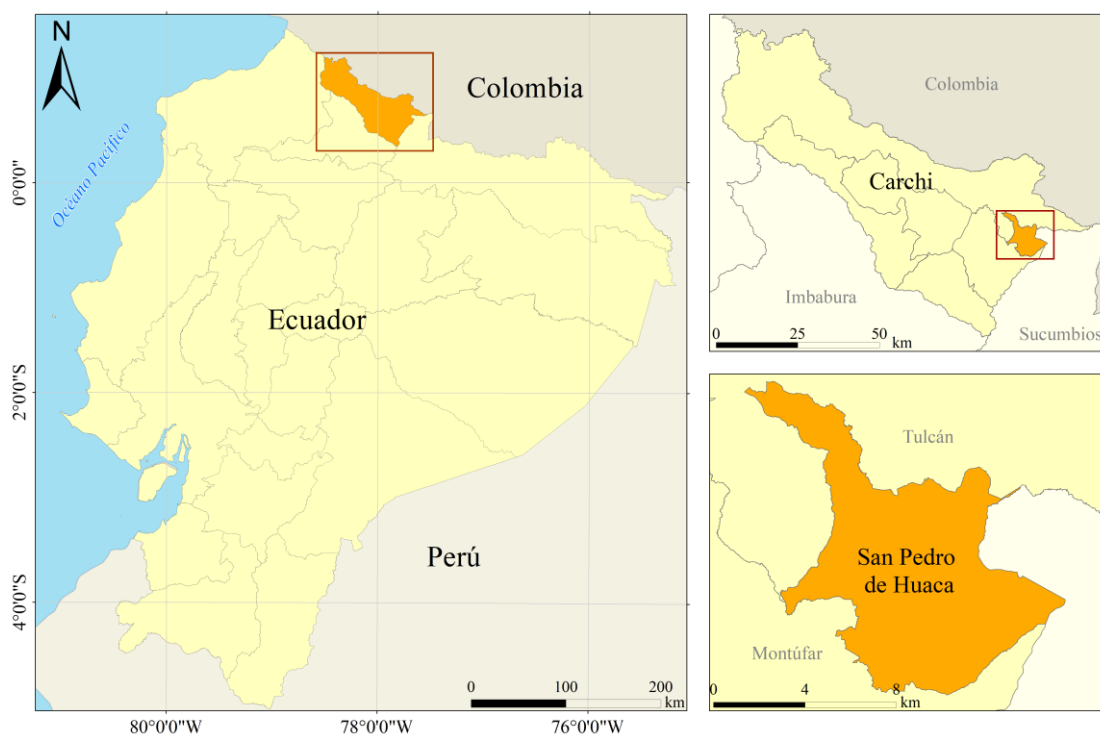 N
Colombia
Océano Pacífico
0°0'0"
Ecuador
2°0'0"S
Perú
4°0'0"S
0 100 200
km
80°0'0"W 78°0'0"W 76°0'0"W
Colombia
Carchi
Imbabura
Sucumbios
0 25 50
km
Tulcán
San Pedro
de Huaca
Montúfar
0 4 8
km